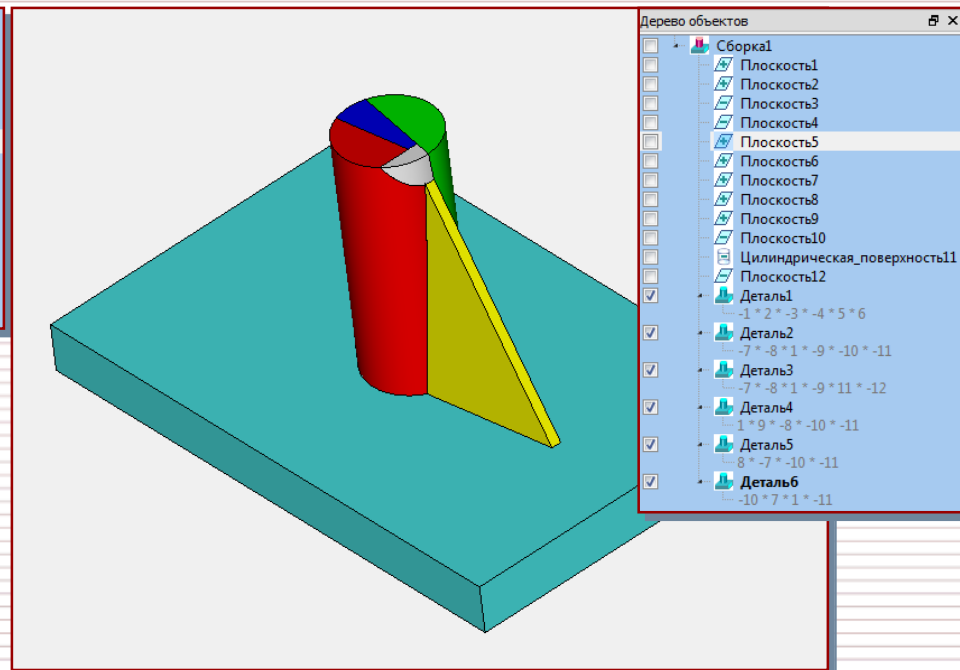 Дерево объектов
Сборка1
Плоскость1
Плоскость2
Плоскость3
Плоскость4
Плоскость5
Плоскость6
Плоскость7
Плоскость8
Плоскость9
Плоскость10
Цилиндрическая_поверхность11
Плоскость12
Деталь1
-1 * 2 * -3 * -4 * 5 * 6
Деталь2
-7 * -8 * 1 * -9 * -10 * -11
Деталь3
-7 * -8 * 1 * -9 * 11 * -12
Деталь4
1 * 9 * -8 * -10 * -11
Деталь5
8 * -7 * -10 * -11
Деталь6
-10 * 7 * 1 * -11